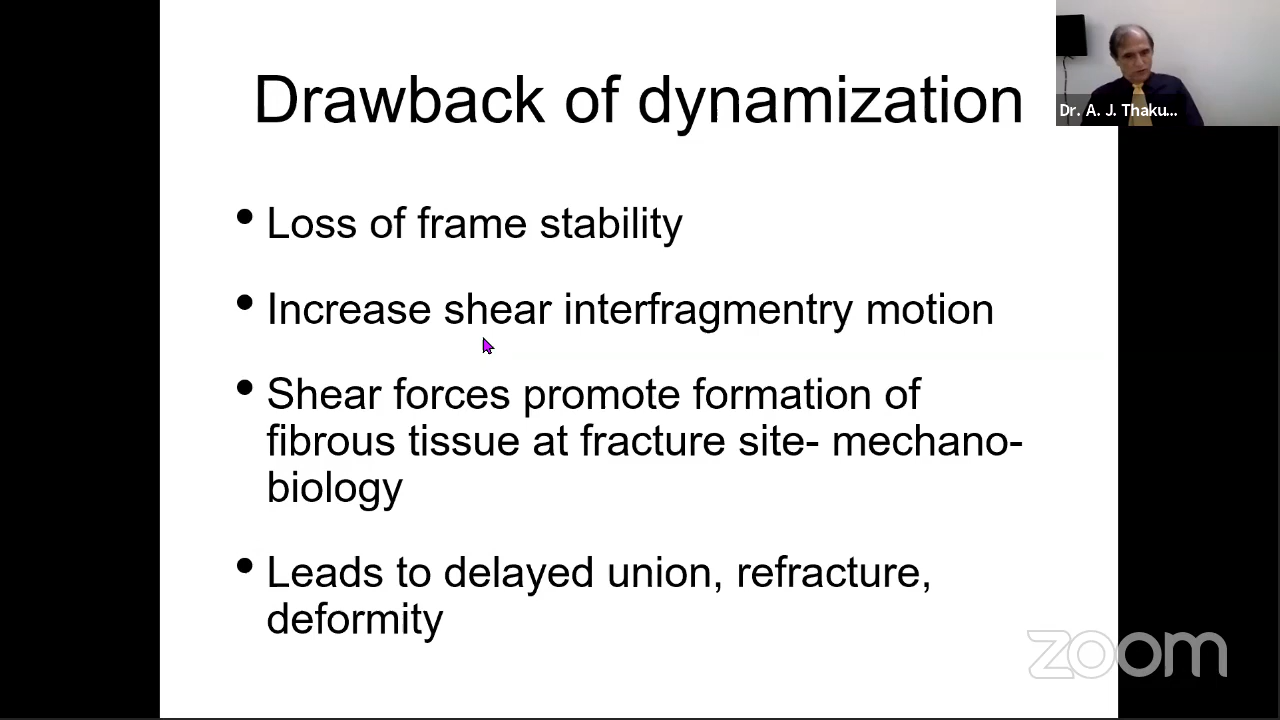 Drawback of dynamization
Dr. A. J. Thaku...
• Loss of frame stability
• Increase shear interfragmentry motion
• Shear forces promote formation of
fibrous tissue at fracture site- mechano-
biology
• Leads to delayed union, refracture,
deformity
zoom